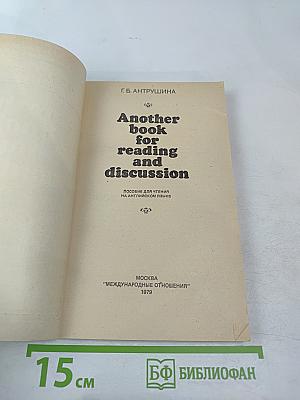 Г. Б. АНТРУШИНА
Another
book
for
reading
and
discussion
ПОСОБИЕ ДЛЯ ЧТЕНИЯ
НА АНГЛИЙСКОМ ЯЗЫКЕ
МОСКВА
"МЕЖДУНАРОДНЫЕ ОТНОШЕНИЯ"
1979
15 см
БФ БИБЛИОФАН